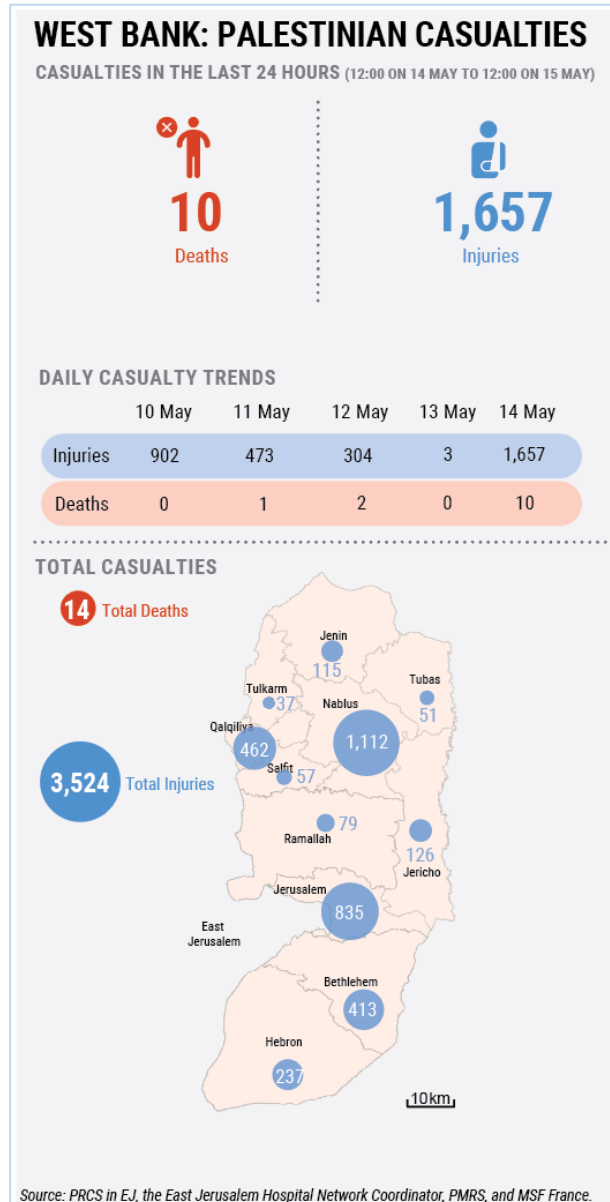 WEST BANK: PALESTINIAN CASUALTIES
CASUALTIES IN THE LAST 24 HOURS (12:00 ON 14 MAY TO 12:00 ON 15 MAY)
10
Deaths
1,657
Injuries
DAILY CASUALTY TRENDS
10 May 11 May 12 May 13 May 14 May
Injuries 902 473 304 3 1,657
Deaths 0 1 2 0 10
TOTAL CASUALTIES
14 Total Deaths
Jenin
115
Tubas
51
Tulkarm
37
Nablus
1,112
Qalqiliya
462
Salfit
57
3,524 Total Injuries
79
Ramallah
126
Jericho
Jerusalem
835
East
Jerusalem
Bethlehem
413
Hebron
237
10km
Source: PRCS in EJ, the East Jerusalem Hospital Network Coordinator, PMRS, and MSF France.